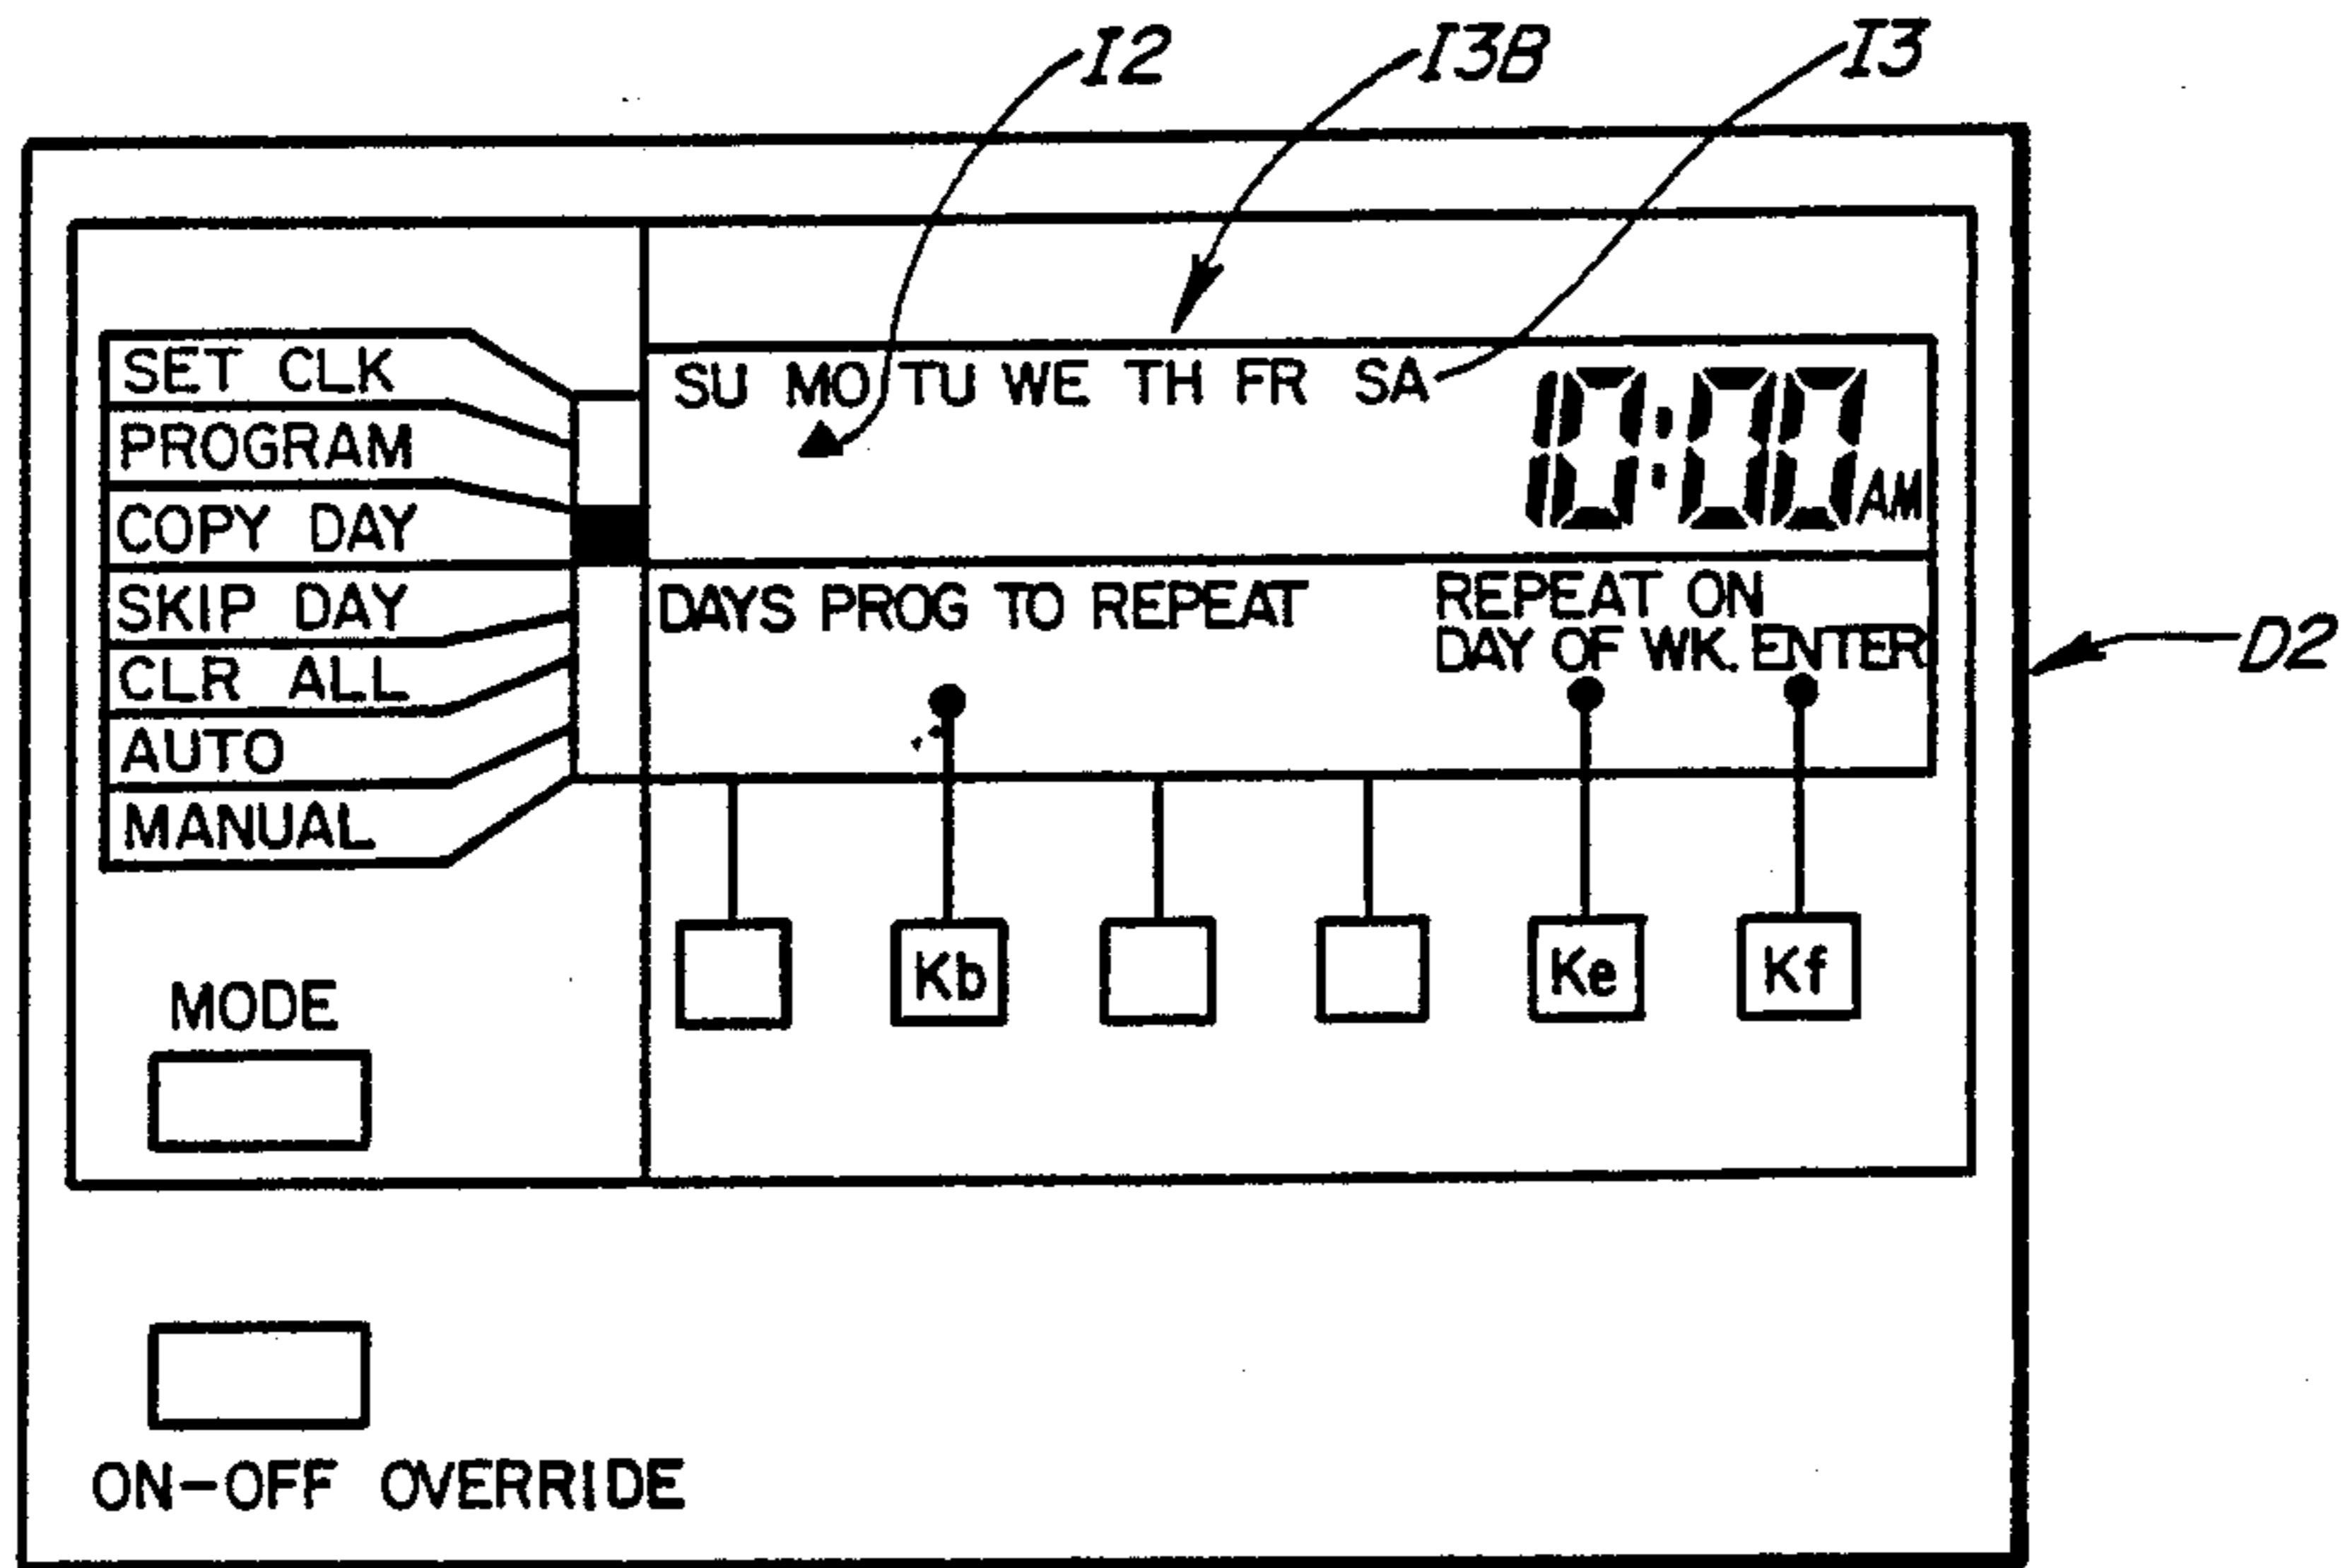 I2 I3B I3
SET CLK
PROGRAM
COPY DAY
SKIP DAY
CLR ALL
AUTO
MANUAL
MODE
SU MO TU WE TH FR SA
10:00 AM
DAYS PROG TO REPEAT
REPEAT ON
DAY OF WK. ENTER
D2
Kb Ke Kf
ON-OFF OVERRIDE